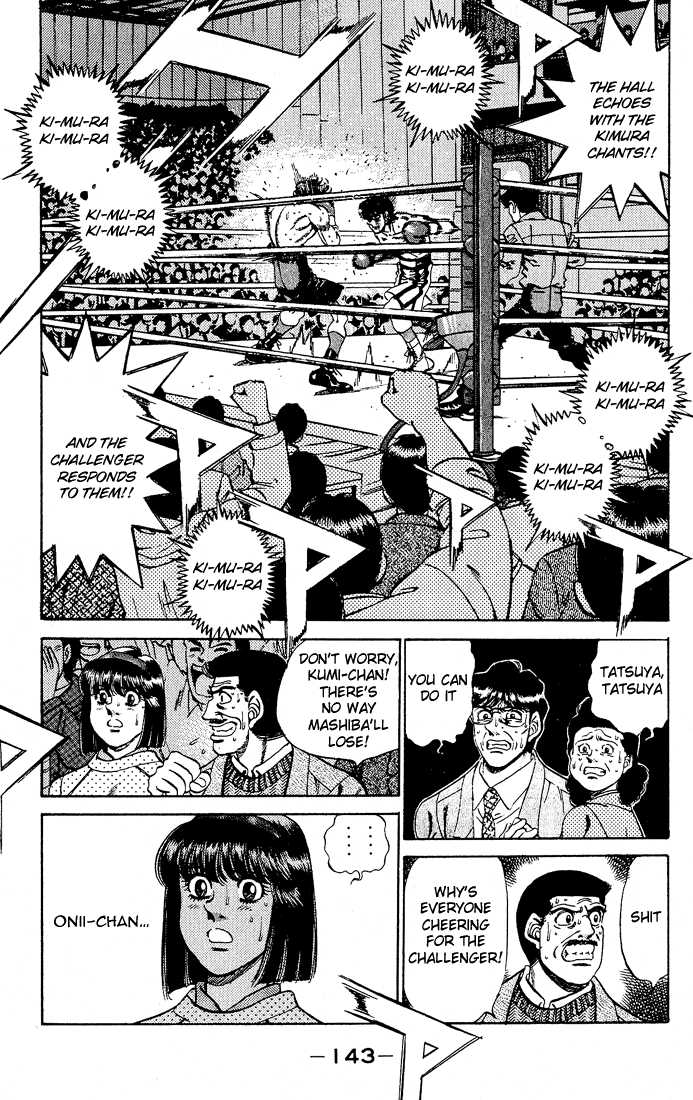 THE HALL
ECHOES
WITH THE
KIMURA
CHANTS!!
KI-MU-RA
KI-MU-RA
KI-MU-RA
KI-MU-RA
KI-MU-RA
KI-MU-RA
KI-MU-RA
KI-MU-RA
KI-MU-RA
KI-MU-RA
KI-MU-RA
KI-MU-RA
AND THE
CHALLENGER
RESPONDS
TO THEM!!
TATSUYA,
TATSUYA
YOU CAN
DO IT
DON'T WORRY,
KUMI-CHAN!
THERE'S
NO WAY
MASHIBA'LL
LOSE!
SHIT
WHY'S
EVERYONE
CHEERING
FOR THE
CHALLENGER!
......
ONII-CHAN...
-143-